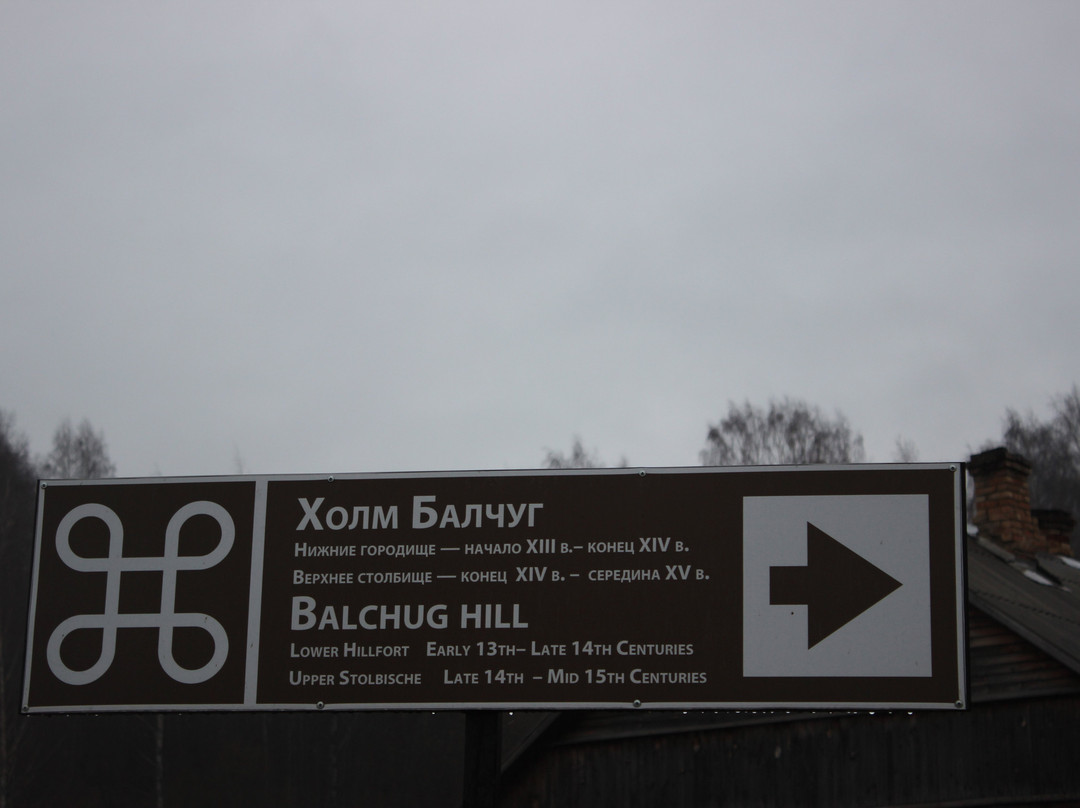 Холм Балчуг
Нижние городище — начало XIII в.– конец XIV в.
Верхнее столбище — конец XIV в. – середина XV в.
Balchug hill
Lower Hillfort Early 13th– Late 14th Centuries
Upper Stolbische Late 14th – Mid 15th Centuries